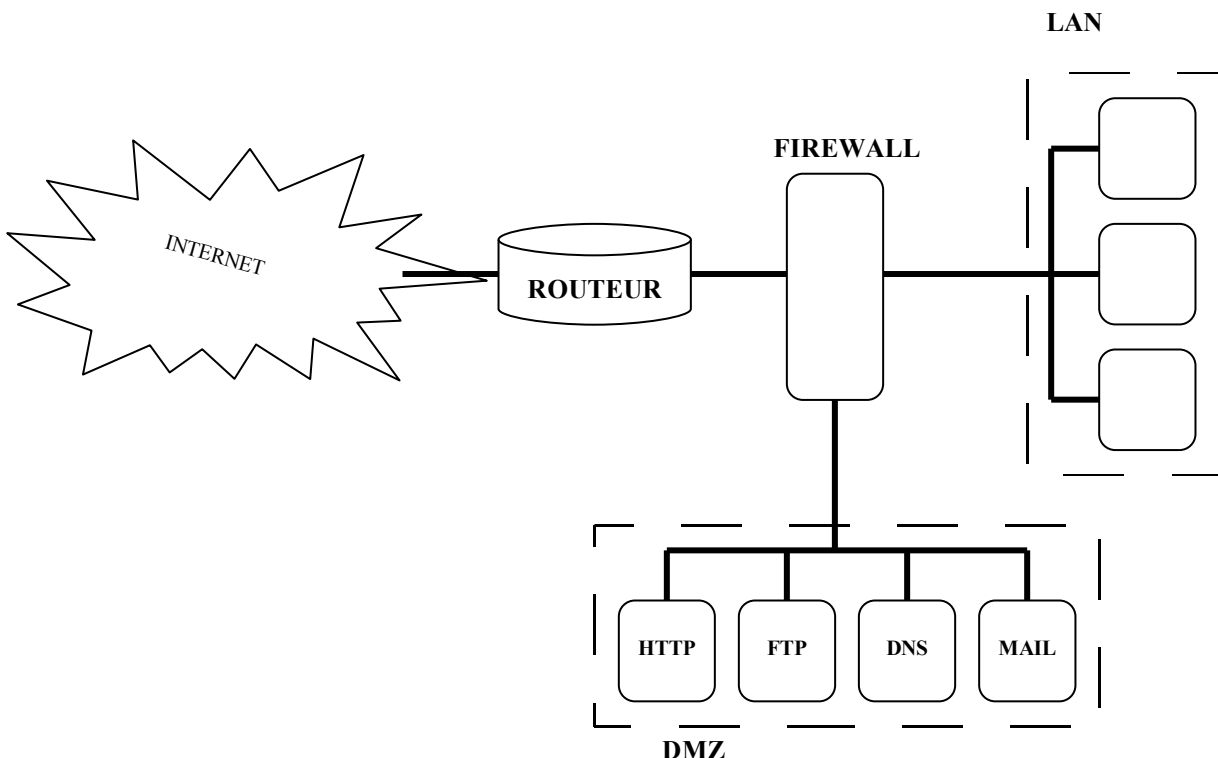 LAN
FIREWALL
INTERNET
ROUTEUR
HTTP
FTP
DNS
MAIL
DMZ